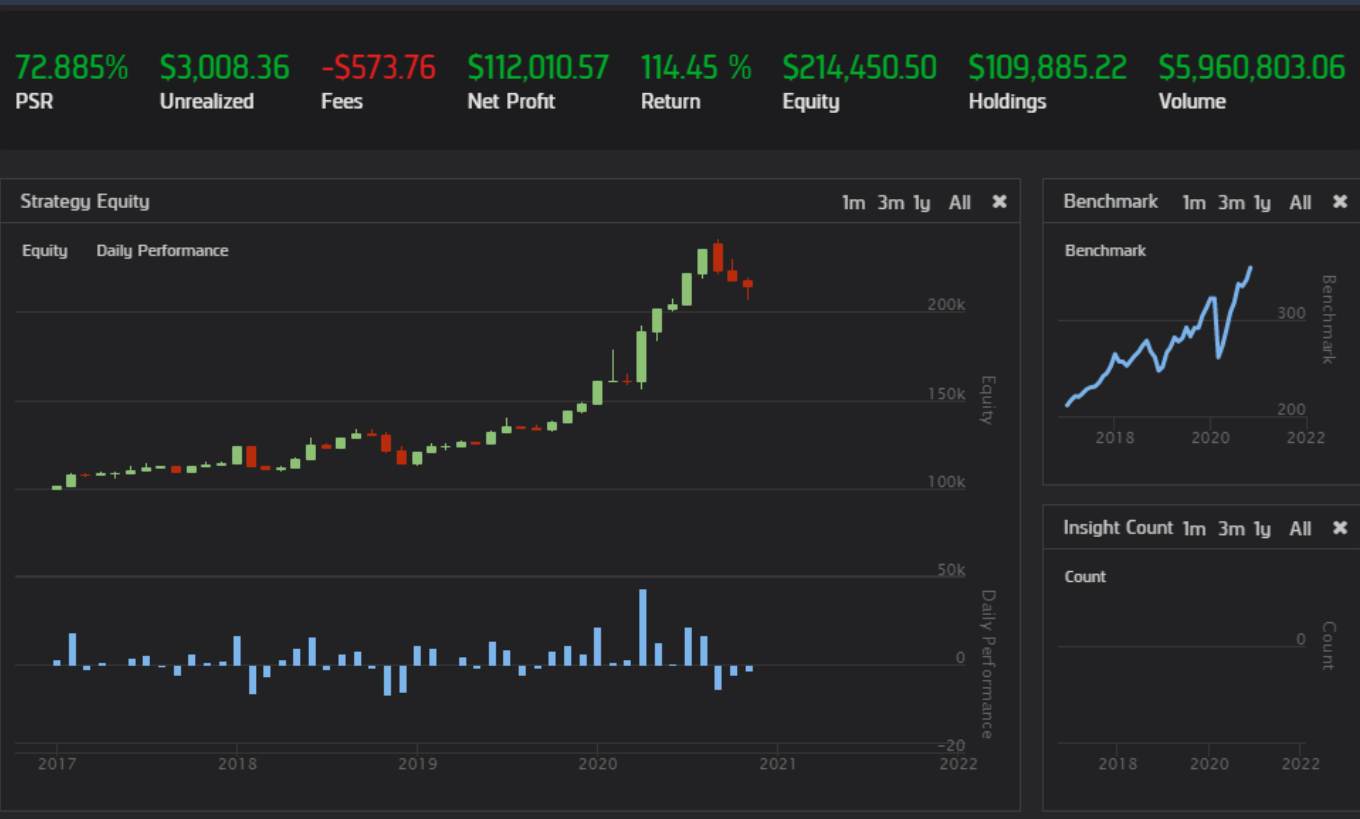 72.885% $3,008.36 -$573.76 $112,010.57 114.45 % $214,450.50 $109,885.22 $5,960,803.06
PSR Unrealized Fees Net Profit Return Equity Holdings Volume
Strategy Equity 1m 3m 1y All ✖
Equity Daily Performance
200k
150k
100k
50k
0
-20
Equity
Daily Performance
2017 2018 2019 2020 2021 2022
Benchmark 1m 3m 1y All ✖
Benchmark
300
200
Benchmark
2018 2020 2022
Insight Count 1m 3m 1y All ✖
Count
0
Count
2018 2020 2022